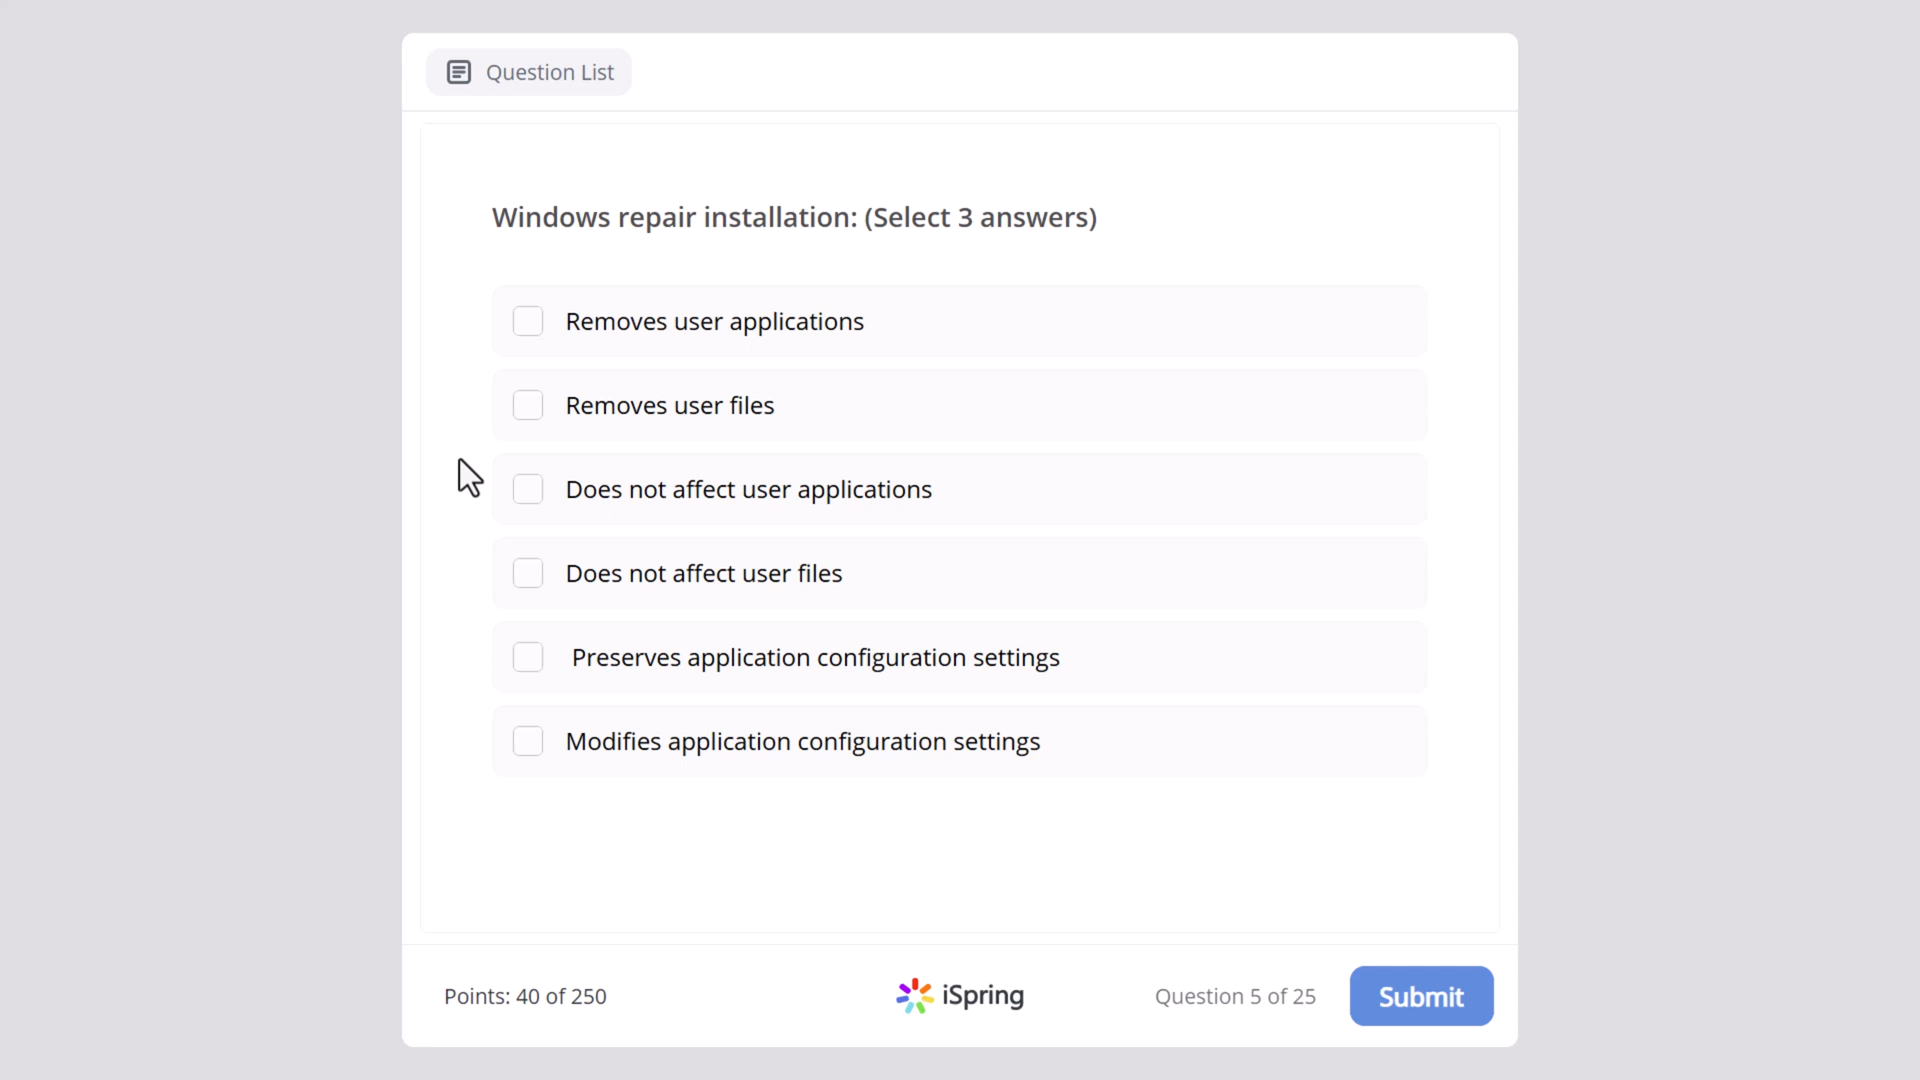 Question List
Windows repair installation: (Select 3 answers)
Removes user applications
Removes user files
Does not affect user applications
Does not affect user files
Preserves application configuration settings
Modifies application configuration settings
Points: 40 of 250
iSpring
Question 5 of 25
Submit